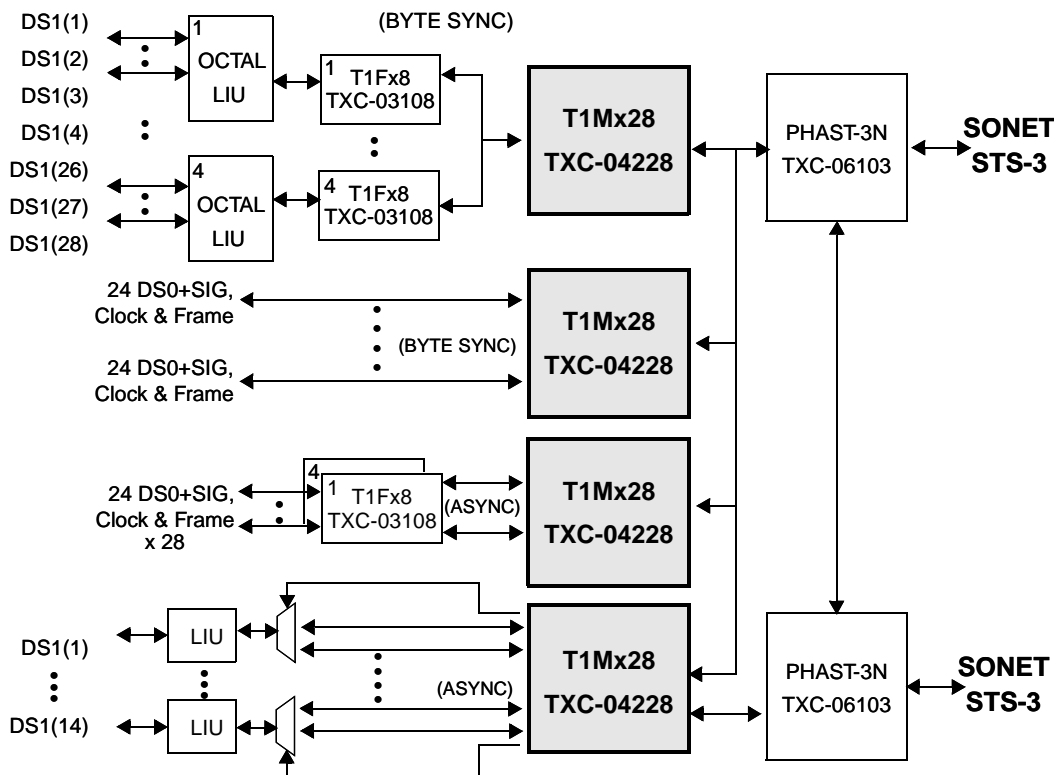 DS1(1)
DS1(2)
DS1(3)
DS1(4)
DS1(26)
DS1(27)
DS1(28)
1
OCTAL
LIU
4
OCTAL
LIU
(BYTE SYNC)
1
T1Fx8
TXC-03108
4
T1Fx8
TXC-03108
T1Mx28
TXC-04228
PHAST-3N
TXC-06103
SONET
STS-3
24 DS0+SIG,
Clock & Frame
24 DS0+SIG,
Clock & Frame
(BYTE SYNC)
T1Mx28
TXC-04228
24 DS0+SIG,
Clock & Frame
x 28
4
1
T1Fx8
TXC-03108
(ASYNC)
T1Mx28
TXC-04228
DS1(1)
DS1(14)
LIU
LIU
(ASYNC)
T1Mx28
TXC-04228
PHAST-3N
TXC-06103
SONET
STS-3